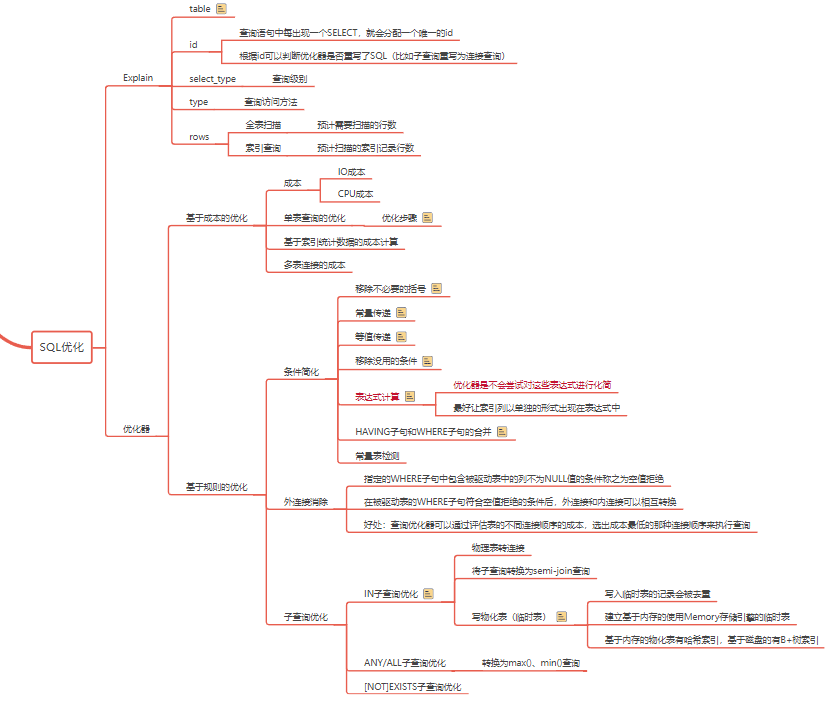 SQL优化
Explain
table
id
查询语句中每出现一个SELECT，就会分配一个唯一的id
根据id可以判断优化器是否重写了SQL（比如子查询重写为连接查询）
select_type
查询级别
type
查询访问方法
rows
全表扫描
预计需要扫描的行数
索引查询
预计扫描的索引记录行数
优化器
基于成本的优化
成本
IO成本
CPU成本
单表查询的优化
优化步骤
基于索引统计数据的成本计算
多表连接的成本
基于规则的优化
条件简化
移除不必要的括号
常量传递
等值传递
移除没用的条件
表达式计算
优化器是不会尝试对这些表达式进行化简
最好让索引列以单独的形式出现在表达式中
HAVING子句和WHERE子句的合并
常量表检测
外连接消除
指定的WHERE子句中包含被驱动表中的列不为NULL值的条件称之为空值拒绝
在被驱动表的WHERE子句符合空值拒绝的条件后，外连接和内连接可以相互转换
好处：查询优化器可以通过评估表的不同连接顺序的成本，选出成本最低的那种连接顺序来执行查询
子查询优化
IN子查询优化
物理表转连接
将子查询转换为semi-join查询
写物化表（临时表）
写入临时表的记录会被去重
建立基于内存的使用Memory存储引擎的临时表
基于内存的物化表有哈希索引，基于磁盘的有B+树索引
ANY/ALL子查询优化
转换为max()、min()查询
[NOT]EXISTS子查询优化